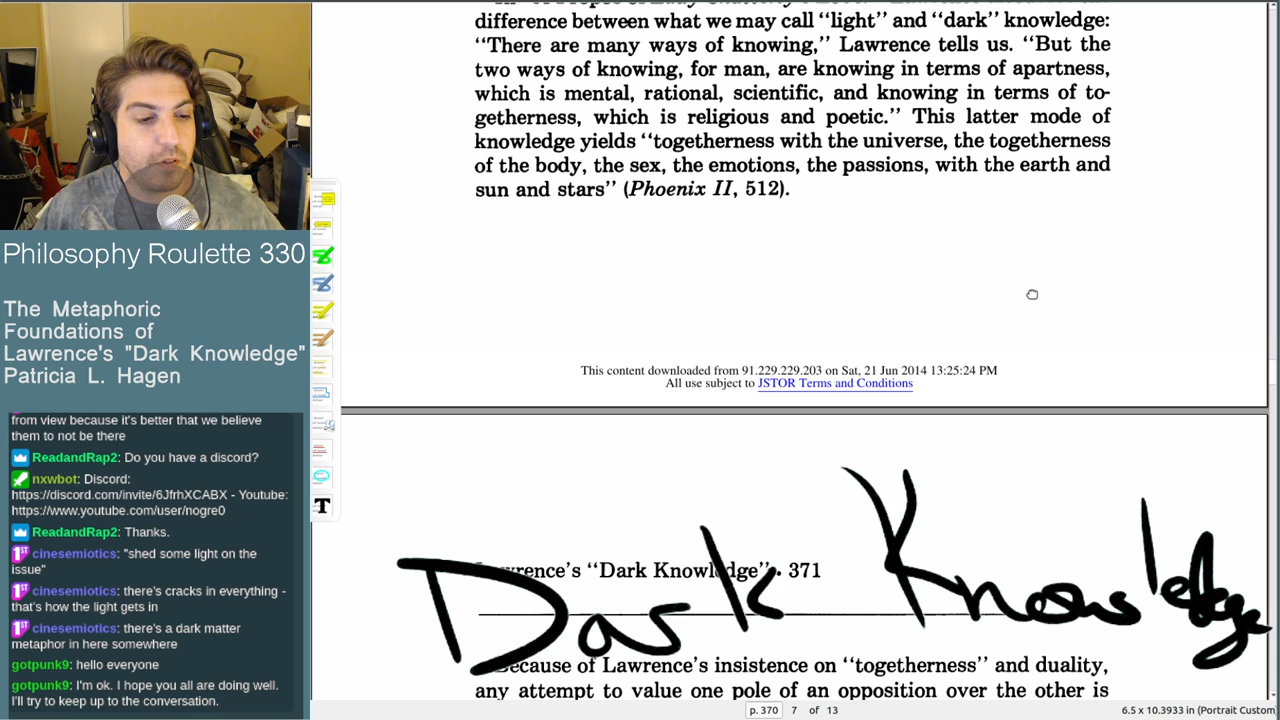 difference between what we may call “light” and “dark” knowledge:
“There are many ways of knowing,” Lawrence tells us. “But the
two ways of knowing, for man, are knowing in terms of apartness,
which is mental, rational, scientific, and knowing in terms of to-
getherness, which is religious and poetic.” This latter mode of
knowledge yields “togetherness with the universe, the togetherness
of the body, the sex, the emotions, the passions, with the earth and
sun and stars” (Phoenix II, 512).
This content downloaded from 91.229.229.203 on Sat, 21 Jun 2014 13:25:24 PM
All use subject to JSTOR Terms and Conditions
Lawrence's “Dark Knowledge” • 371
Dark Knowledge
Because of Lawrence's insistence on “togetherness” and duality,
any attempt to value one pole of an opposition over the other is
p. 370 7 of 13 6.5 x 10.3933 in (Portrait Custom
T
Philosophy Roulette 330
The Metaphoric
Foundations of
Lawrence's "Dark Knowledge"
Patricia L. Hagen
from view because it's better that we believe
them to not be there
ReadandRap2: Do you have a discord?
nxwbot: Discord:
https://discord.com/invite/6JfrhXCABX - Youtube:
https://www.youtube.com/user/nogre0
ReadandRap2: Thanks.
1st cinesemiotics: "shed some light on the
issue"
1st cinesemiotics: there's cracks in everything -
that's how the light gets in
1st cinesemiotics: there's a dark matter
metaphor in here somewhere
gotpunk9: hello everyone
gotpunk9: I'm ok. I hope you all are doing well.
I'll try to keep up to the conversation.